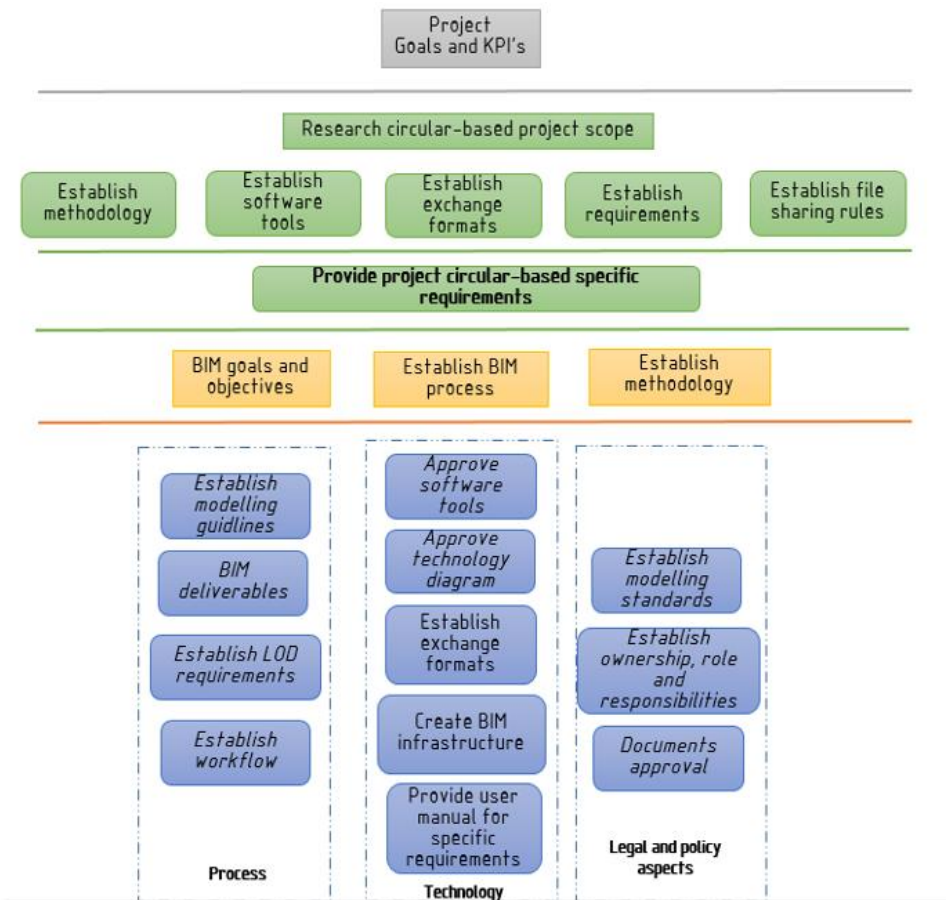 Project
Goals and KPI's
Research circular-based project scope
Establish
methodology
Establish
software
tools
Establish
exchange
formats
Establish
requirements
Establish file
sharing rules
Provide project circular-based specific
requirements
BIM goals and
objectives
Establish BIM
process
Establish
methodology
Establish
modelling
guidlines
BIM
deliverables
Establish LOD
requirements
Establish
workflow
Process
Approve
software
tools
Approve
technology
diagram
Establish
exchange
formats
Create BIM
infrastructure
Provide user
manual for
specific
requirements
Technology
Establish
modelling
standards
Establish
ownership, role
and
responsibilities
Documents
approval
Legal and policy
aspects